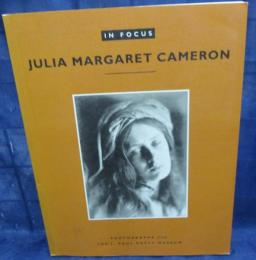 IN FOCUS
JULIA MARGARET CAMERON
PHOTOGRAPHS from
THE J. PAUL GETTY MUSEUM